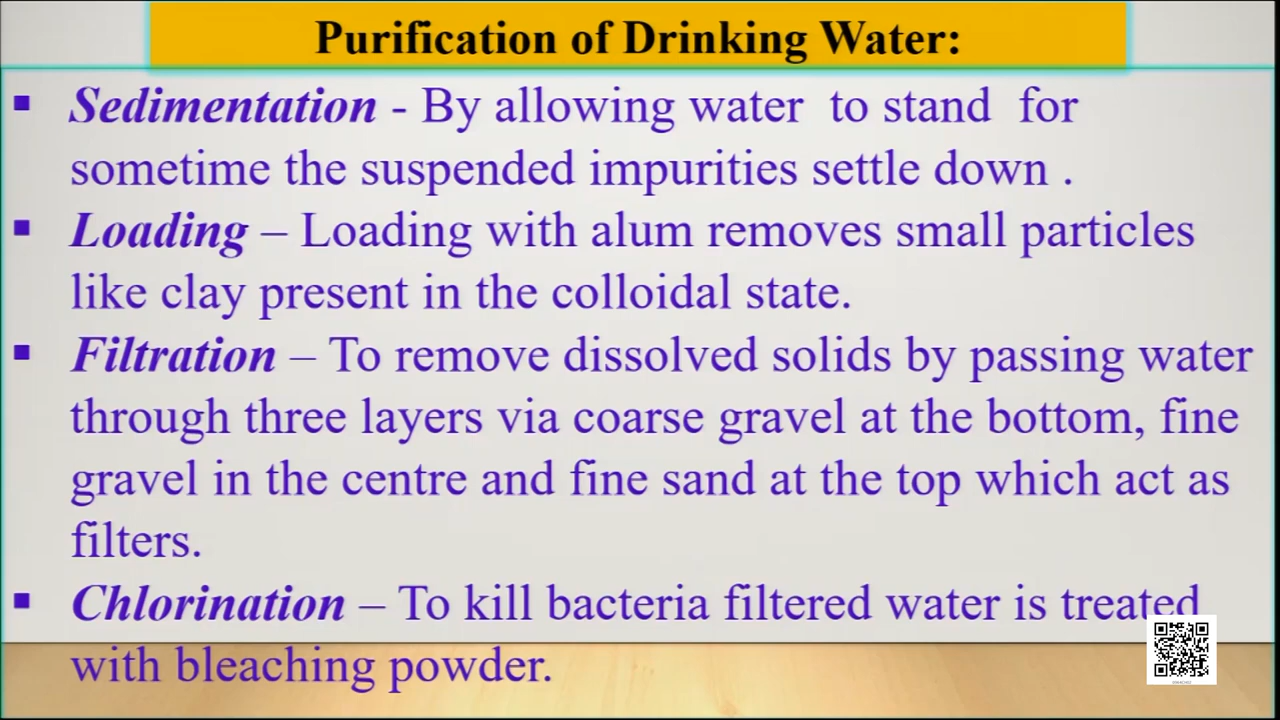 Purification of Drinking Water:
▪ Sedimentation - By allowing water to stand for
sometime the suspended impurities settle down .
▪ Loading – Loading with alum removes small particles
like clay present in the colloidal state.
▪ Filtration – To remove dissolved solids by passing water
through three layers via coarse gravel at the bottom, fine
gravel in the centre and fine sand at the top which act as
filters.
▪ Chlorination – To kill bacteria filtered water is treated
with bleaching powder.